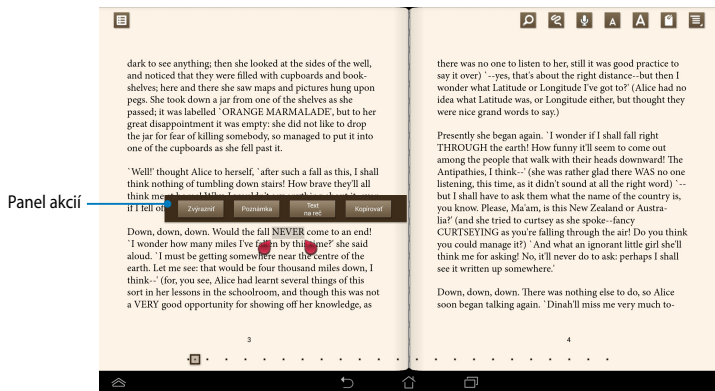 dark to see anything; then she looked at the sides of the well,
and noticed that they were filled with cupboards and book-
shelves; here and there she saw maps and pictures hung upon
pegs. She took down a jar from one of the shelves as she
passed; it was labelled `ORANGE MARMALADE', but to her
great disappointment it was empty: she did not like to drop
the jar for fear of killing somebody, so managed to put it into
one of the cupboards as she fell past it.
`Well!' thought Alice to herself, `after such a fall as this, I shall
think nothing of tumbling down stairs! How brave they'll all
think me
if I fell of
Panel akcií
Zvýrazniť
Poznámka
Text
na reč
Kopírovať
Down, down, down. Would the fall NEVER come to an end!
`I wonder how many miles I've fallen by this time?' she said
aloud. `I must be getting somewhere near the centre of the
earth. Let me see: that would be four thousand miles down, I
think--' (for, you see, Alice had learnt several things of this
sort in her lessons in the schoolroom, and though this was not
a VERY good opportunity for showing off her knowledge, as
3
A
A
there was no one to listen to her, still it was good practice to
say it over) `--yes, that's about the right distance--but then I
wonder what Latitude or Longitude I've got to?' (Alice had no
idea what Latitude was, or Longitude either, but thought they
were nice grand words to say.)
Presently she began again. `I wonder if I shall fall right
THROUGH the earth! How funny it'll seem to come out
among the people that walk with their heads downward! The
Antipathies, I think--' (she was rather glad there WAS no one
listening, this time, as it didn't sound at all the right word) `--
but I shall have to ask them what the name of the country is,
you know. Please, Ma'am, is this New Zealand or Austra-
lia?' (and she tried to curtsey as she spoke--fancy
CURTSEYING as you're falling through the air! Do you think
you could manage it?) `And what an ignorant little girl she'll
think me for asking! No, it'll never do to ask: perhaps I shall
see it written up somewhere.'
Down, down, down. There was nothing else to do, so Alice
soon began talking again. `Dinah'll miss me very much to-
4